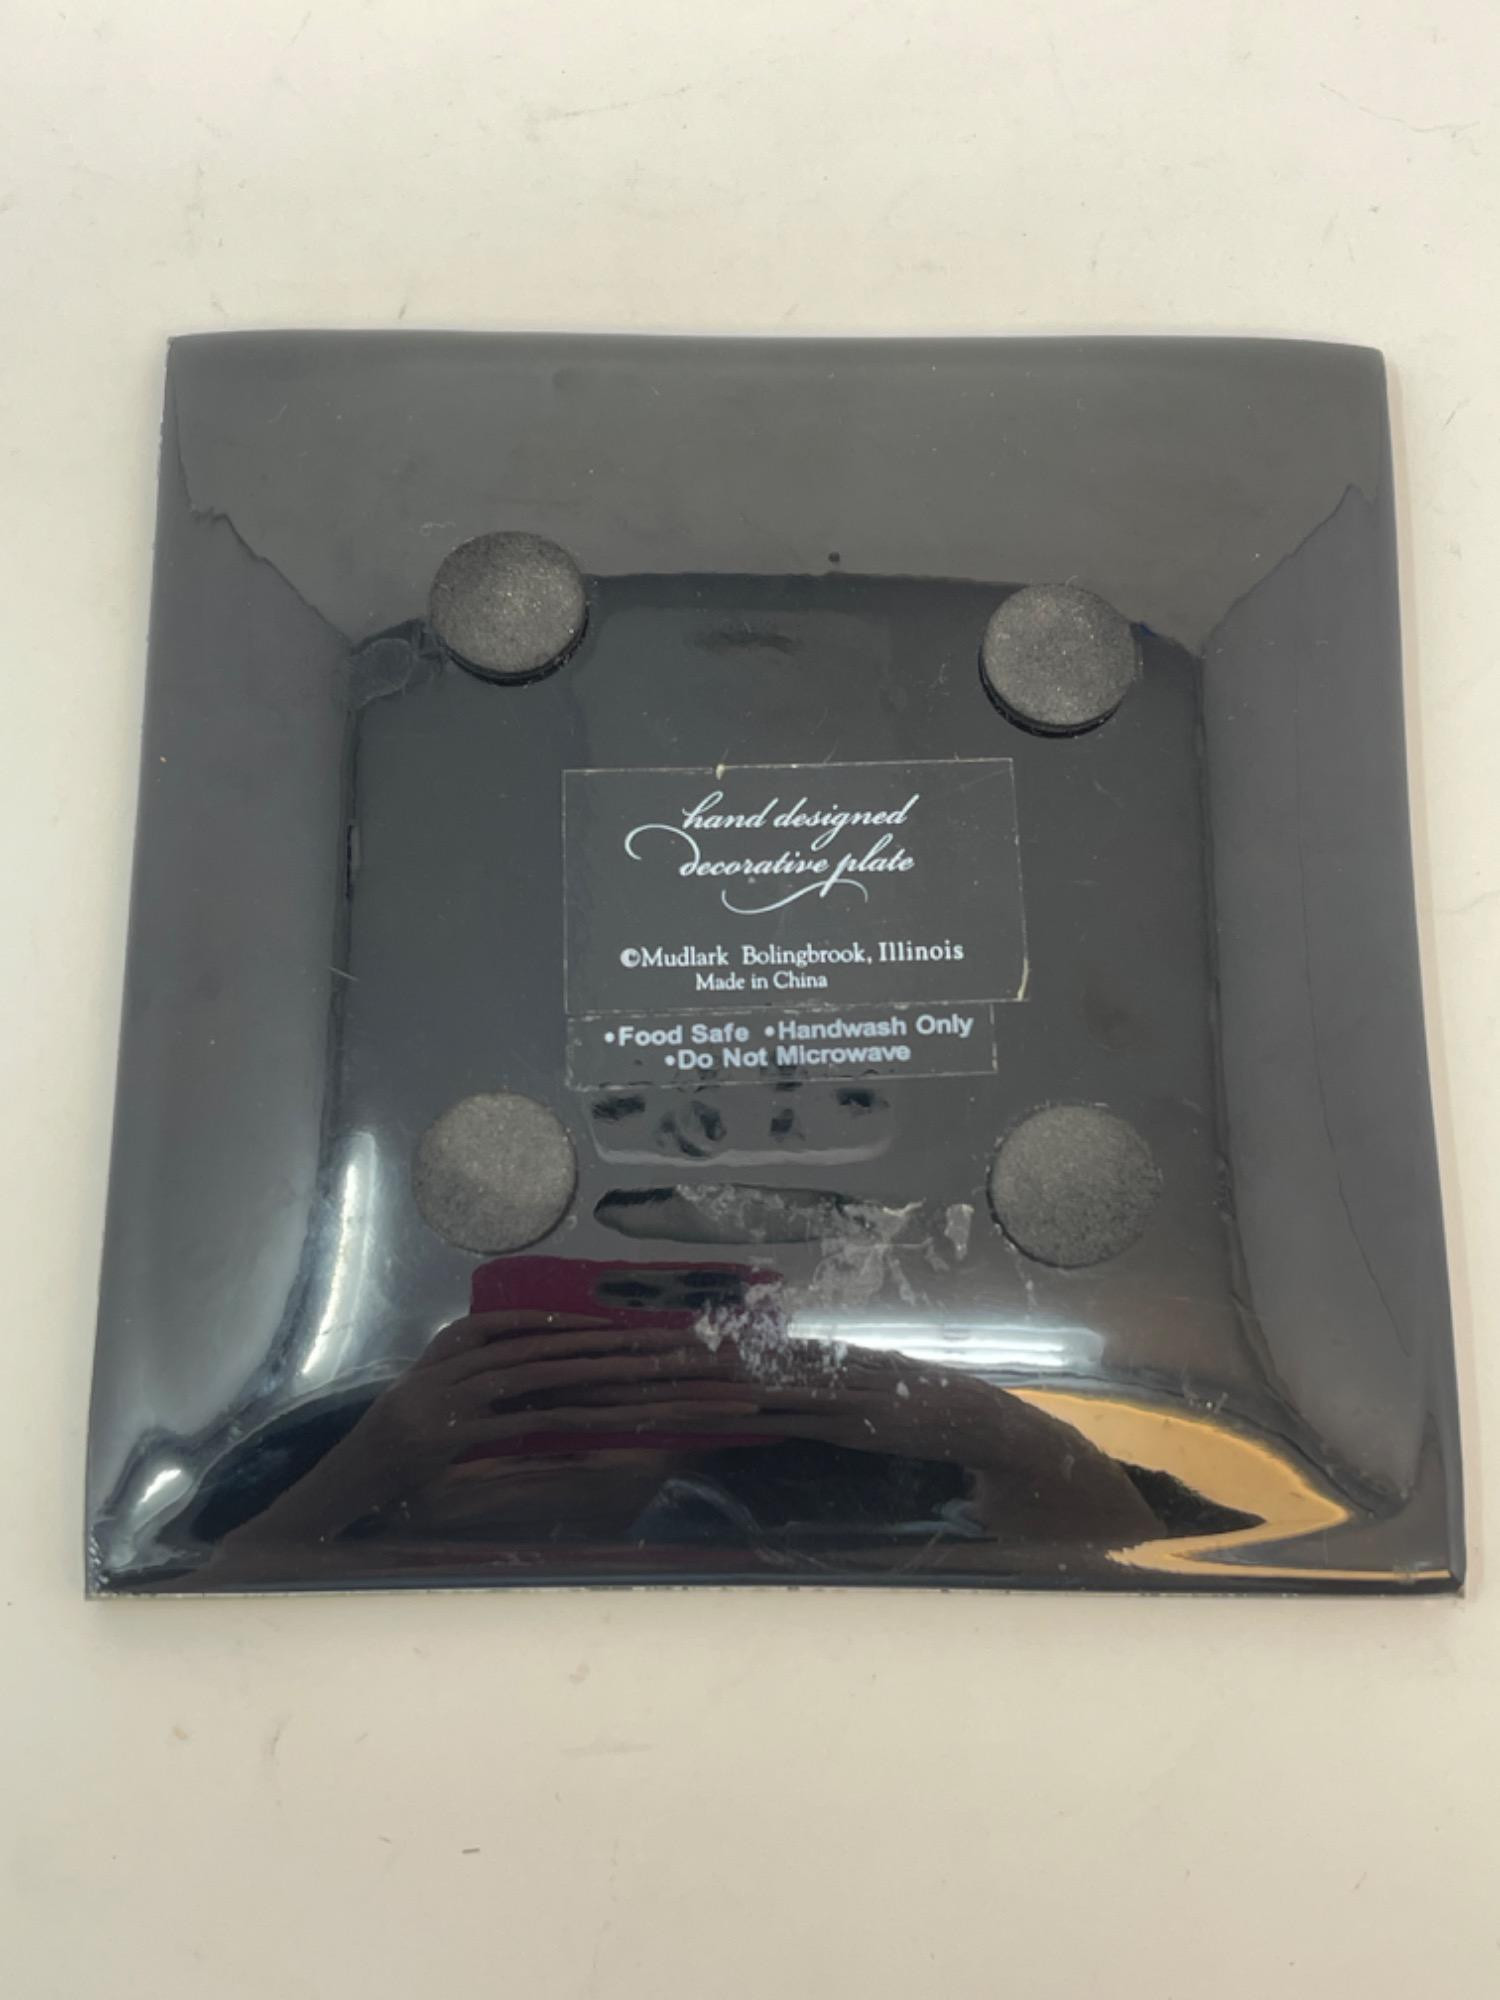 hand designed
decorative plate
©Mudlark Bolingbrook, Illinois
Made in China
•Food Safe •Handwash Only
•Do Not Microwave